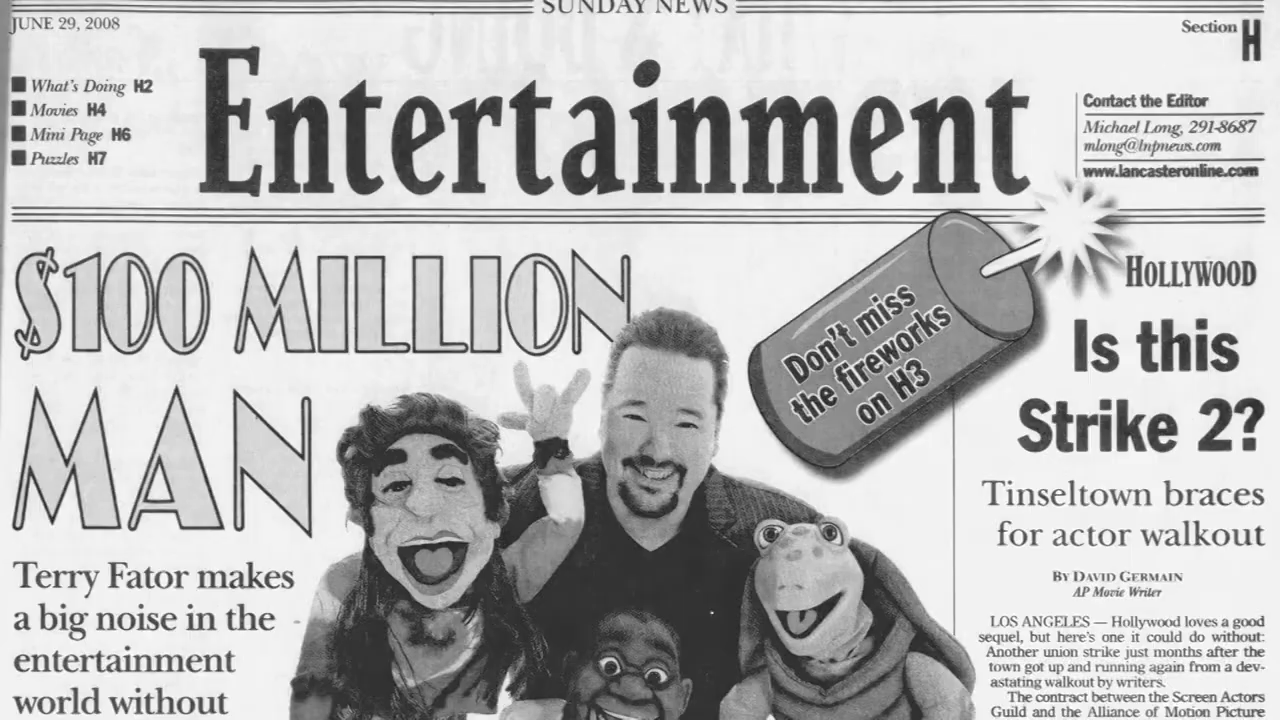 SUNDAY NEWS
JUNE 29, 2008
Section H
What's Doing H2
Movies H4
Mini Page H6
Puzzles H7
Entertainment
Contact the Editor
Michael Long, 291-8687
mlong@lnpnews.com
www.lancasteronline.com
$100 MILLION
MAN
Terry Fator makes
a big noise in the
entertainment
world without
Don't miss
the fireworks
on H3
HOLLYWOOD
Is this
Strike 2?
Tinseltown braces
for actor walkout
BY DAVID GERMAIN
AP Movie Writer
LOS ANGELES — Hollywood loves a good
sequel, but here's one it could do without:
Another union strike just months after the
town got up and running again from a dev-
astating walkout by writers.
The contract between the Screen Actors
Guild and the Alliance of Motion Picture